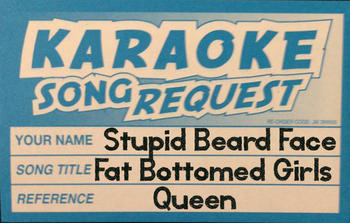 KARAOKE
SONG REQUEST
YOUR NAME Stupid Beard Face
SONG TITLE Fat Bottomed Girls
REFERENCE Queen